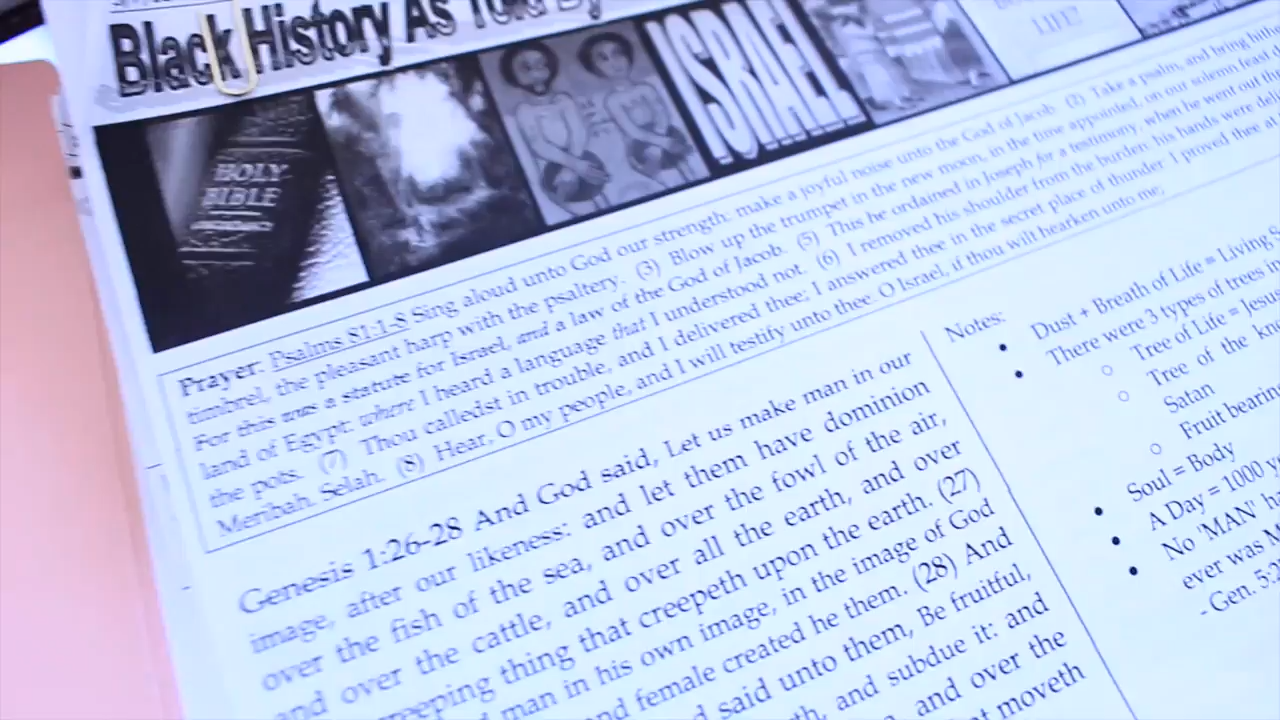 Black History As Told By
HOLY
BIBLE
ISRAEL
LIFE?
Prayer: Psalms 81:1-8 Sing aloud unto God our strength: make a joyful noise unto the God of Jacob. (2) Take a psalm, and bring hither
timbrel, the pleasant harp with the psaltery. (3) Blow up the trumpet in the new moon, in the time appointed, on our solemn feast
For this was a statute for Israel, and a law of the God of Jacob. (5) This he ordained in Joseph for a testimony, when he went out
land of Egypt: where I heard a language that I understood not. (6) I removed his shoulder from the burden: his hands were
the pots. (7) Thou calledst in trouble, and I delivered thee; I answered thee in the secret place of thunder: I proved thee at
Meribah. Selah. (8) Hear, O my people, and I will testify unto thee: O Israel, if thou wilt hearken unto me;
Genesis 1:26-28 And God said, Let us make man in our
image, after our likeness: and let them have dominion
over the fish of the sea, and over the fowl of the air,
and over the cattle, and over all the earth, and over
creeping thing that creepeth upon the earth. (27)
man in his own image, in the image of God
and female created he them. (28) And
said unto them, Be fruitful,
and subdue it: and
and over the
moveth
Notes:
• Dust + Breath of Life = Living
• There were 3 types of trees in
○ Tree of Life = Jesus
○ Tree of the
Satan
○ Fruit bearing
• Soul = Body
• A Day = 1000
• No 'MAN'
ever was
- Gen. 5: